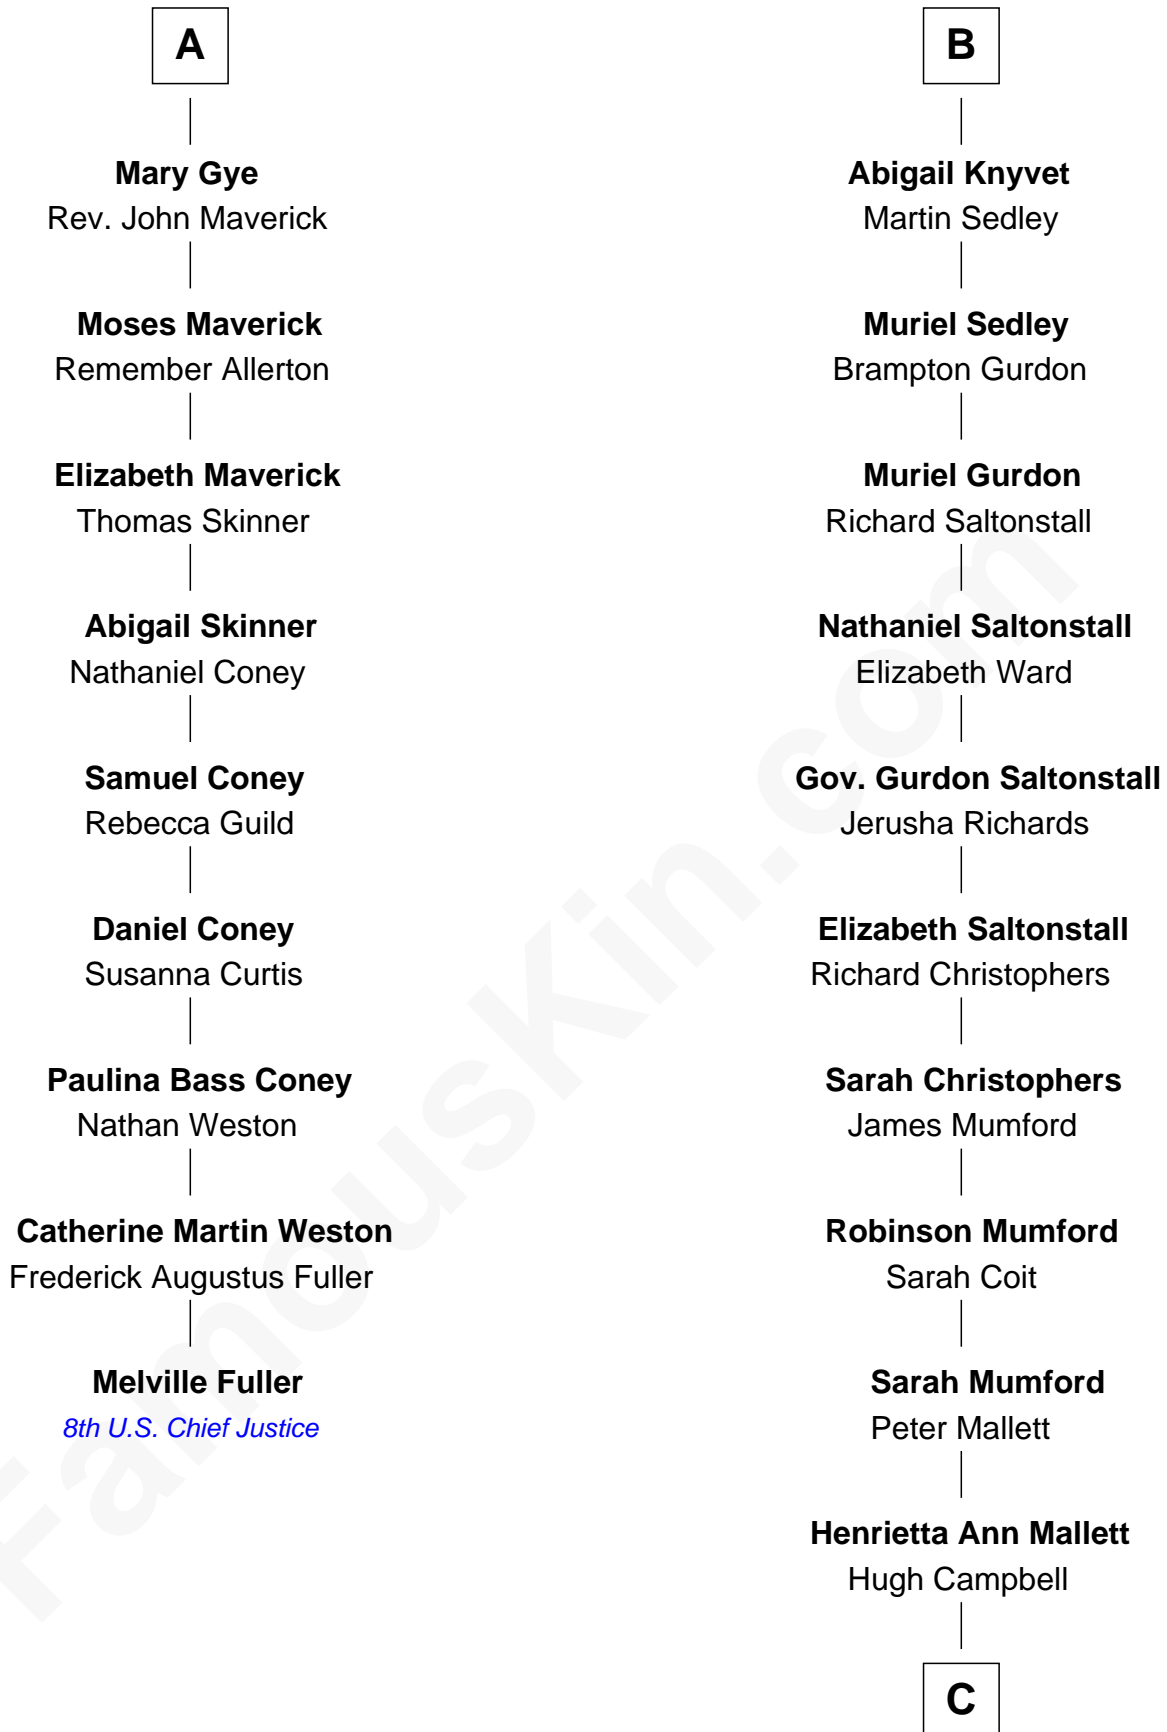 A
Mary Gye
Rev. John Maverick
Moses Maverick
Remember Allerton
Elizabeth Maverick
Thomas Skinner
Abigail Skinner
Nathaniel Coney
Samuel Coney
Rebecca Guild
Daniel Coney
Susanna Curtis
Paulina Bass Coney
Nathan Weston
Catherine Martin Weston
Frederick Augustus Fuller
Melville Fuller
8th U.S. Chief Justice
B
Abigail Knyvet
Martin Sedley
Muriel Sedley
Brampton Gurdon
Muriel Gurdon
Richard Saltonstall
Nathaniel Saltonstall
Elizabeth Ward
Gov. Gurdon Saltonstall
Jerusha Richards
Elizabeth Saltonstall
Richard Christophers
Sarah Christophers
James Mumford
Robinson Mumford
Sarah Coit
Sarah Mumford
Peter Mallett
Henrietta Ann Mallett
Hugh Campbell
C
FamousKin.com